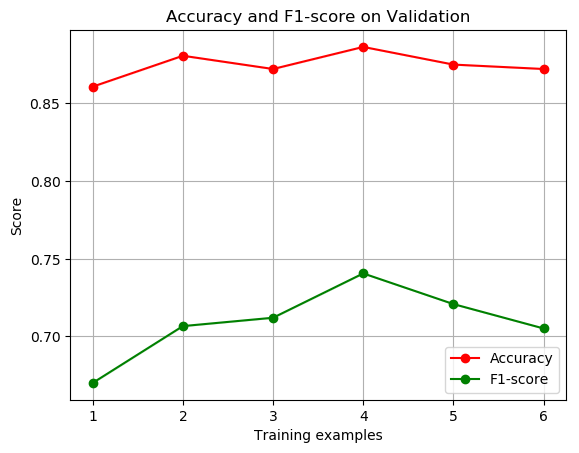 Accuracy and F1-score on Validation
Score
0.85
0.80
0.75
0.70
Accuracy
F1-score
1 2 3 4 5 6
Training examples